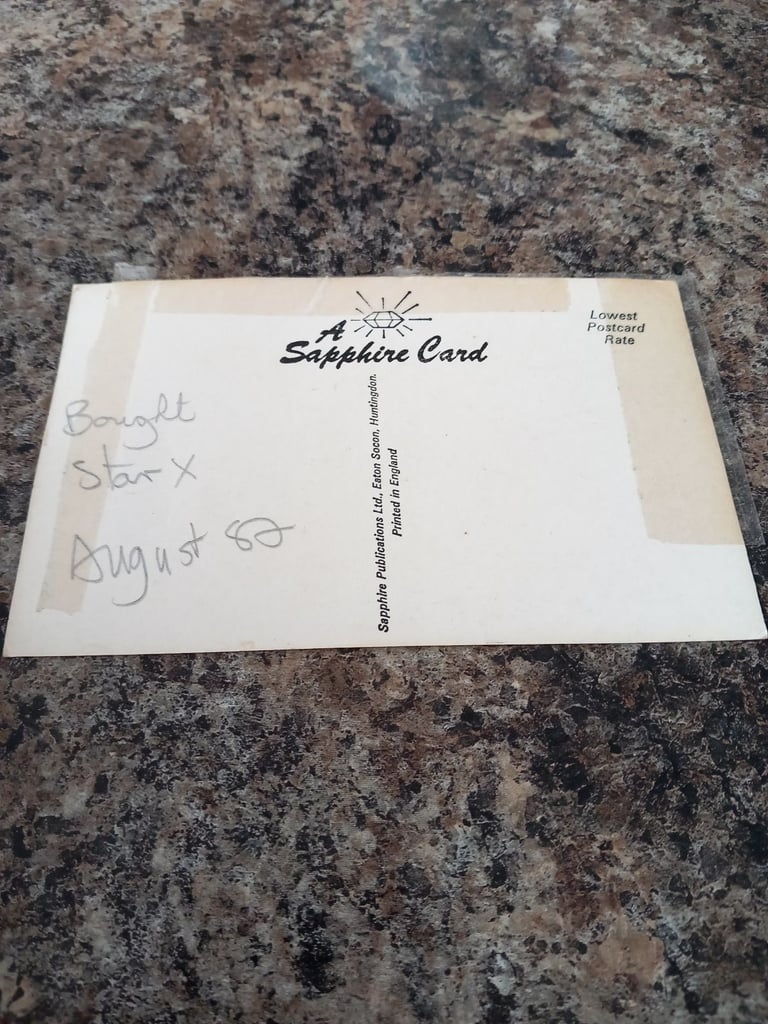 A
Sapphire Card
Lowest
Postcard
Rate
Bought
Star X
August 82
Sapphire Publications Ltd., Eaton Socon, Huntingdon.
Printed in England